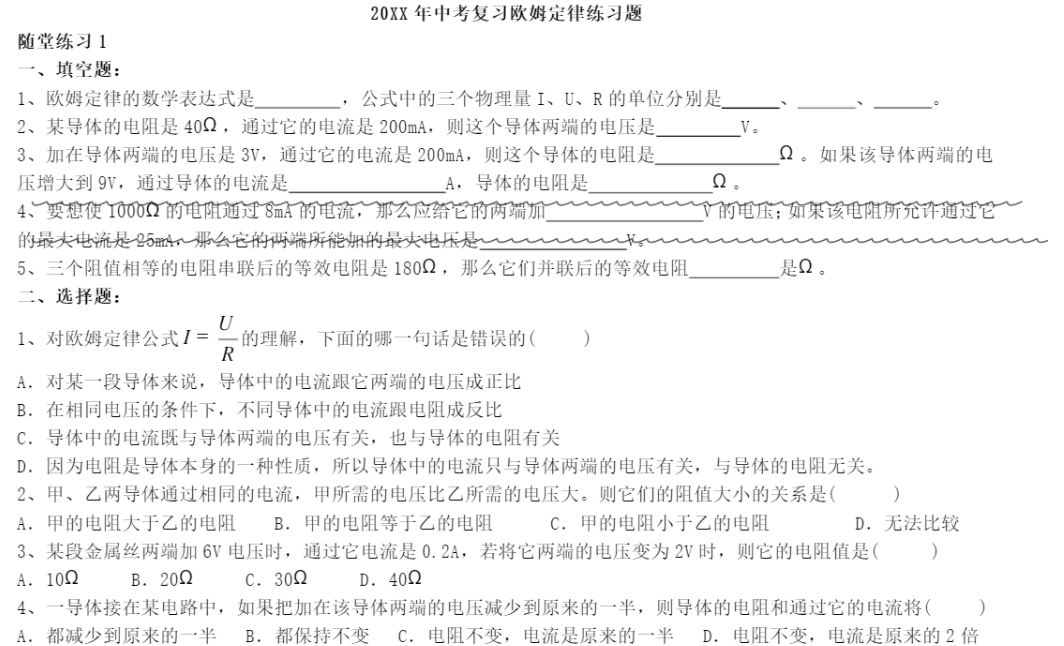 20XX 年中考复习欧姆定律练习题
随堂练习 1
一、填空题：
1、欧姆定律的数学表达式是_________，公式中的三个物理量 I、U、R 的单位分别是______、______、______。
2、某导体的电阻是 40Ω，通过它的电流是 200mA，则这个导体两端的电压是_________V。
3、加在导体两端的电压是 3V，通过它的电流是 200mA，则这个导体的电阻是_____________Ω。如果该导体两端的电
压增大到 9V，通过导体的电流是________________A，导体的电阻是_____________Ω。
4、要想使 1000Ω 的电阻通过 8mA 的电流，那么应给它的两端加________________V 的电压；如果该电阻所允许通过它
的最大电流是 25mA，那么它的两端所能加的最大电压是_______________V。
5、三个阻值相等的电阻串联后的等效电阻是 180Ω，那么它们并联后的等效电阻_________是Ω。
二、选择题：
1、对欧姆定律公式 I = U/R 的理解，下面的哪一句话是错误的(    )
A．对某一段导体来说，导体中的电流跟它两端的电压成正比
B．在相同电压的条件下，不同导体中的电流跟电阻成反比
C．导体中的电流既与导体两端的电压有关，也与导体的电阻有关
D．因为电阻是导体本身的一种性质，所以导体中的电流只与导体两端的电压有关，与导体的电阻无关。
2、甲、乙两导体通过相同的电流，甲所需的电压比乙所需的电压大。则它们的阻值大小的关系是(    )
A．甲的电阻大于乙的电阻 B．甲的电阻等于乙的电阻 C．甲的电阻小于乙的电阻 D．无法比较
3、某段金属丝两端加 6V 电压时，通过它电流是 0.2A，若将它两端的电压变为 2V 时，则它的电阻值是(    )
A．10Ω B．20Ω C．30Ω D．40Ω
4、一导体接在某电路中，如果把加在该导体两端的电压减少到原来的一半，则导体的电阻和通过它的电流将(    )
A．都减少到原来的一半 B．都保持不变 C．电阻不变，电流是原来的一半 D．电阻不变，电流是原来的 2 倍